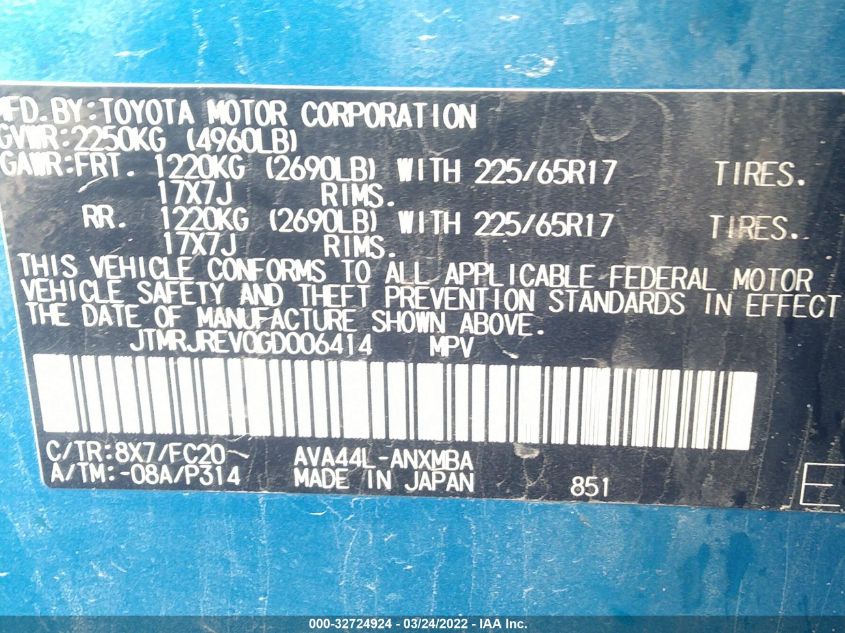 MFD. BY: TOYOTA MOTOR CORPORATION
GVWR: 2250KG (4960LB)
GAWR: FRT. 1220KG (2690LB) WITH 225/65R17 TIRES.
17X7J RIMS.
RR. 1220KG (2690LB) WITH 225/65R17 TIRES.
17X7J RIMS.
THIS VEHICLE CONFORMS TO ALL APPLICABLE FEDERAL MOTOR
VEHICLE SAFETY AND THEFT PREVENTION STANDARDS IN EFFECT
THE DATE OF MANUFACTURE SHOWN ABOVE.
JTMRJREV0GD006414 MPV
C/TR: 8X7/FC20 AVA44L-ANXMBA
A/TM: -08A/P314 MADE IN JAPAN 851 E
000-32724924 - 03/24/2022 - IAA Inc.